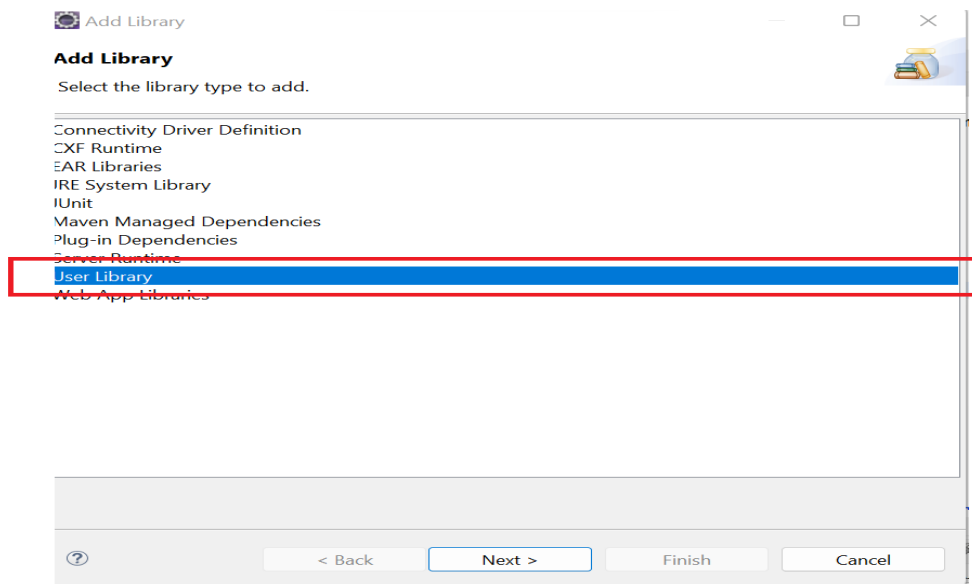 Add Library
Add Library
Select the library type to add.
Connectivity Driver Definition
CXF Runtime
EAR Libraries
JRE System Library
JUnit
Maven Managed Dependencies
Plug-in Dependencies
Server Runtime
User Library
Web App Libraries
?
< Back Next > Finish Cancel